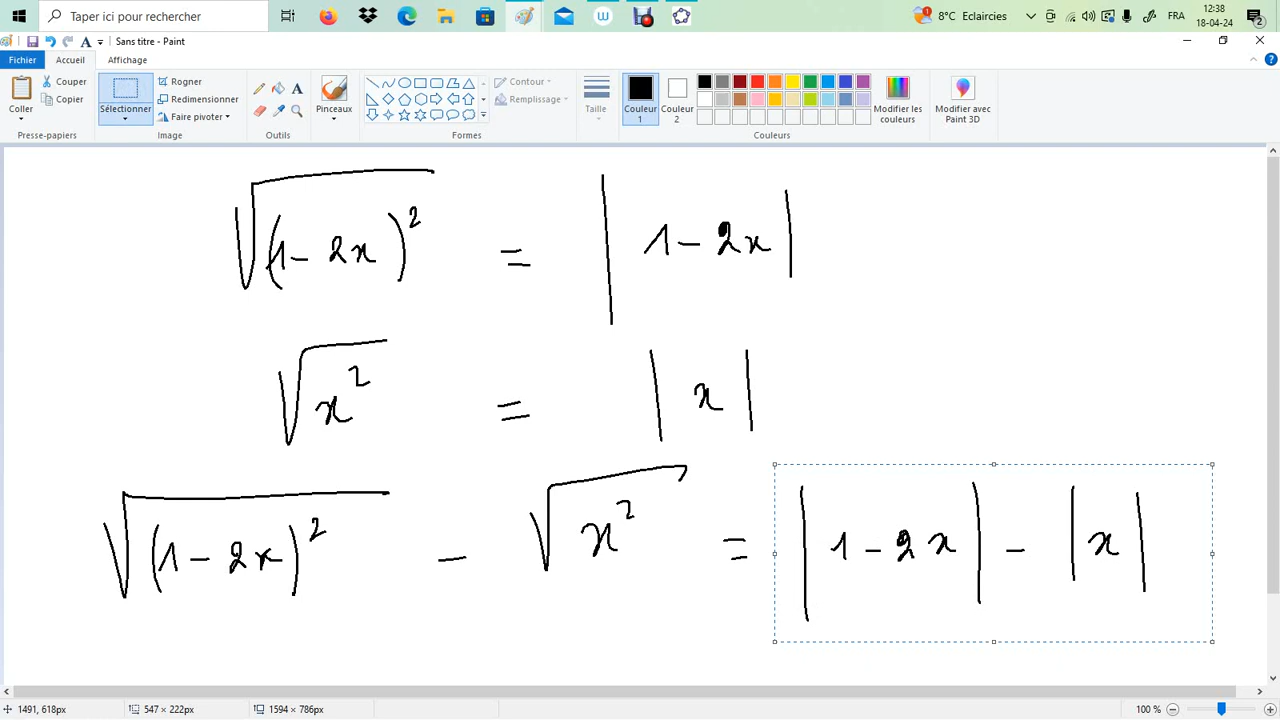 Taper ici pour rechercher
8°C Eclaircies
FRA
12:38
18-04-24
2
Sans titre - Paint
Fichier Accueil Affichage
Coller
Couper
Copier
Presse-papiers
Sélectionner
Rogner
Redimensionner
Faire pivoter
Image
A
Outils
Pinceaux
Contour
Remplissage
Formes
Taille
Couleur 1
Couleur 2
Modifier les couleurs
Couleurs
Modifier avec Paint 3D
√(1 - 2x)² = |1 - 2x|
√x² = |x|
√(1 - 2x)² - √x² = |1 - 2x| - |x|
1491, 618px
547 × 222px
1594 × 786px
100 %